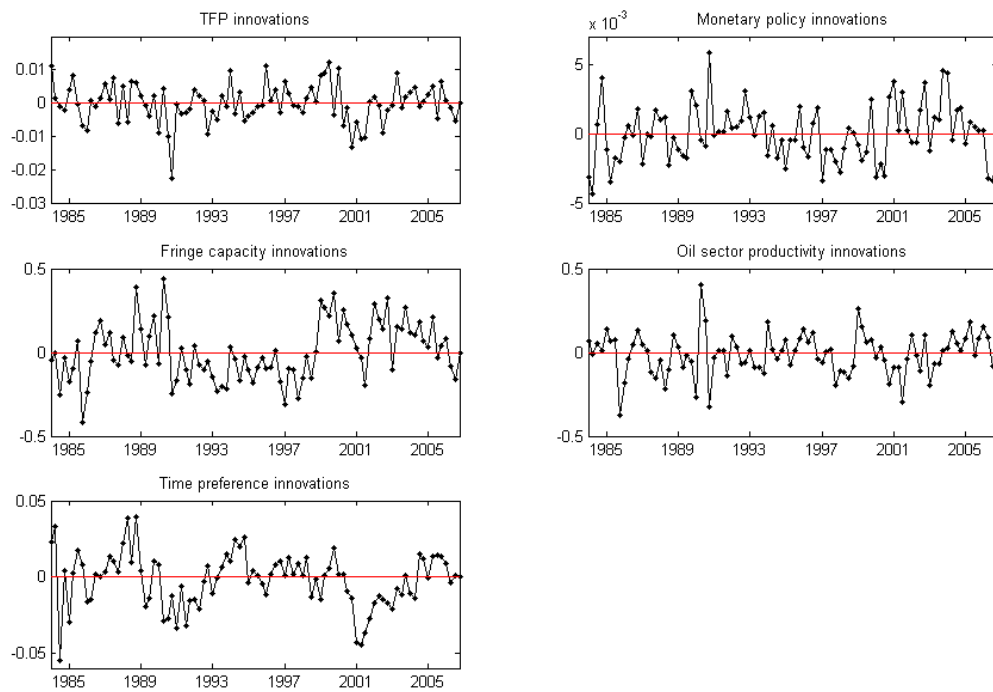 TFP innovations
0.01
0
-0.01
-0.02
-0.03
1985 1989 1993 1997 2001 2005
x 10⁻³ Monetary policy innovations
5
0
-5
1985 1989 1993 1997 2001 2005
Fringe capacity innovations
0.5
0
-0.5
1985 1989 1993 1997 2001 2005
Oil sector productivity innovations
0.5
0
-0.5
1985 1989 1993 1997 2001 2005
Time preference innovations
0.05
0
-0.05
1985 1989 1993 1997 2001 2005